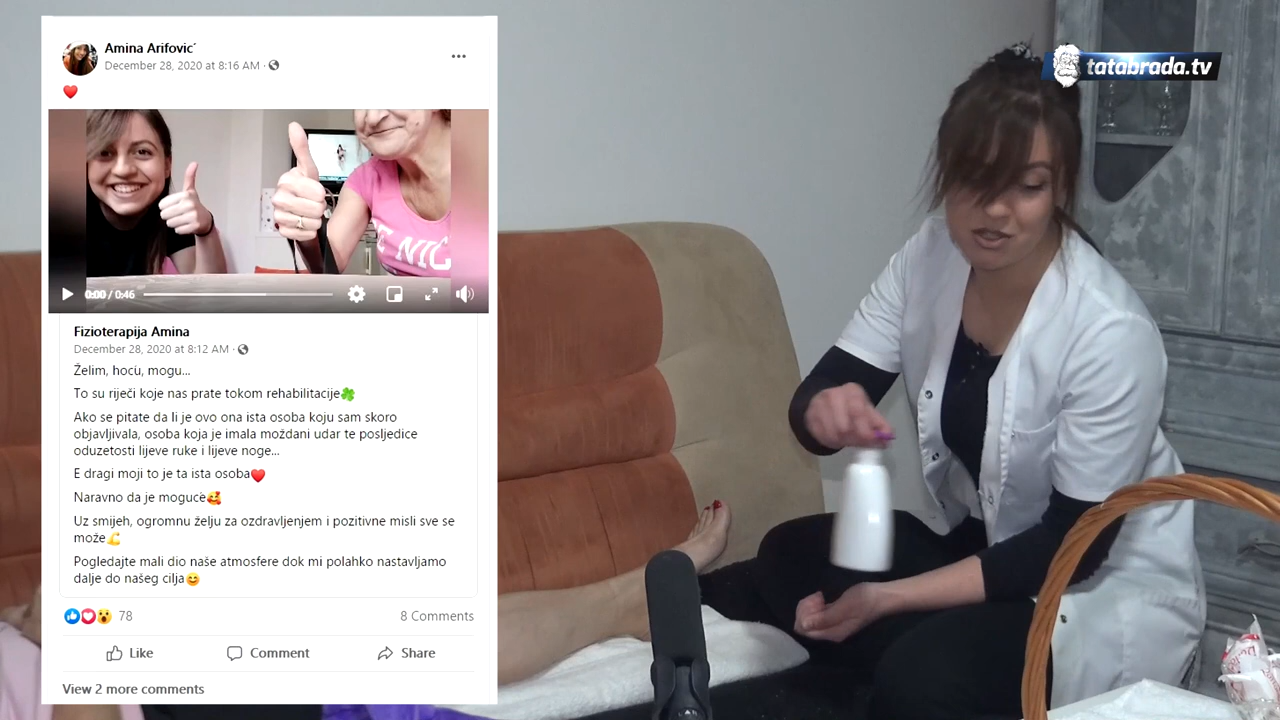 Amina Arifovic´
December 28, 2020 at 8:16 AM ·
tatabrada.tv
E NIC
0:00 / 0:46
Fizioterapija Amina
December 28, 2020 at 8:12 AM ·
Želim, hoću, mogu...
To su riječi koje nas prate tokom rehabilitacije
Ako se pitate da li je ovo ona ista osoba koju sam skoro
objavljivala, osoba koja je imala moždani udar te posljedice
oduzetosti lijeve ruke i lijeve noge...
E dragi moji to je ta ista osoba
Naravno da je moguće
Uz smijeh, ogromnu želju za ozdravljenjem i pozitivne misli sve se
može
Pogledajte mali dio naše atmosfere dok mi polahko nastavljamo
dalje do našeg cilja
78
8 Comments
Like
Comment
Share
View 2 more comments